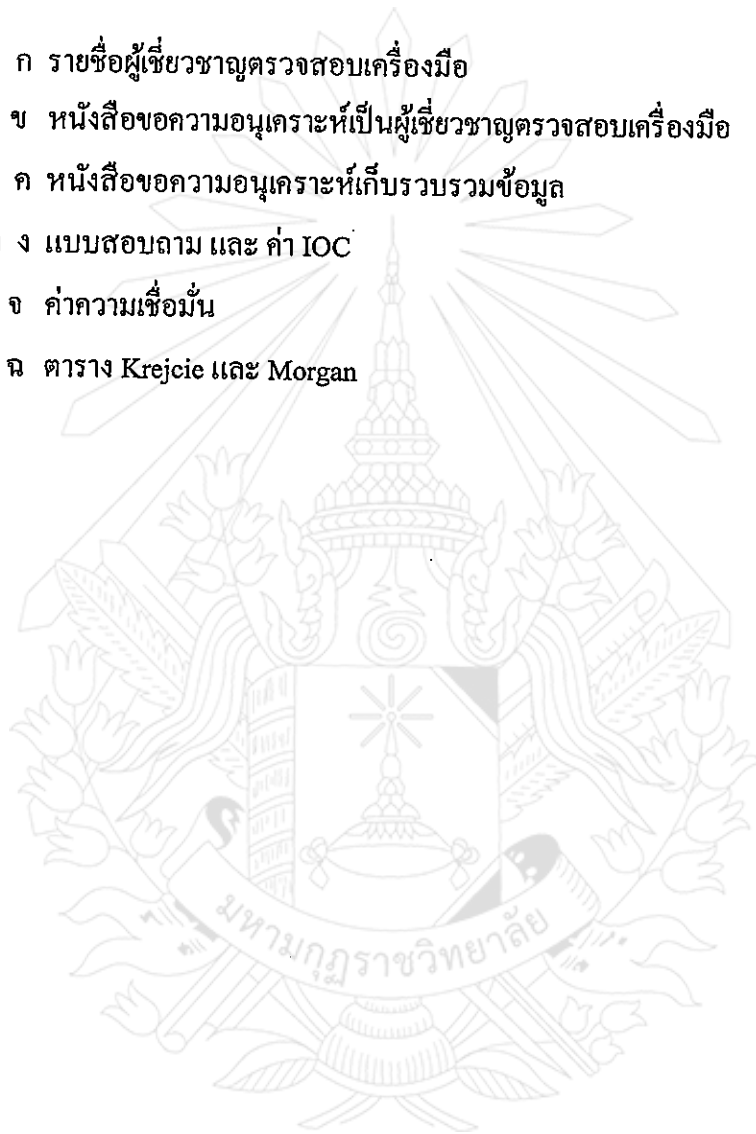 ก รายชื่อผู้เชี่ยวชาญตรวจสอบเครื่องมือ
ข หนังสือขอความอนุเคราะห์เป็นผู้เชี่ยวชาญตรวจสอบเครื่องมือ
ค หนังสือขอความอนุเคราะห์เก็บรวบรวมข้อมูล
ง แบบสอบถาม และ ค่า IOC
จ ค่าความเชื่อมั่น
ฉ ตาราง Krejcie และ Morgan
มหามกุฏราชวิทยาลัย